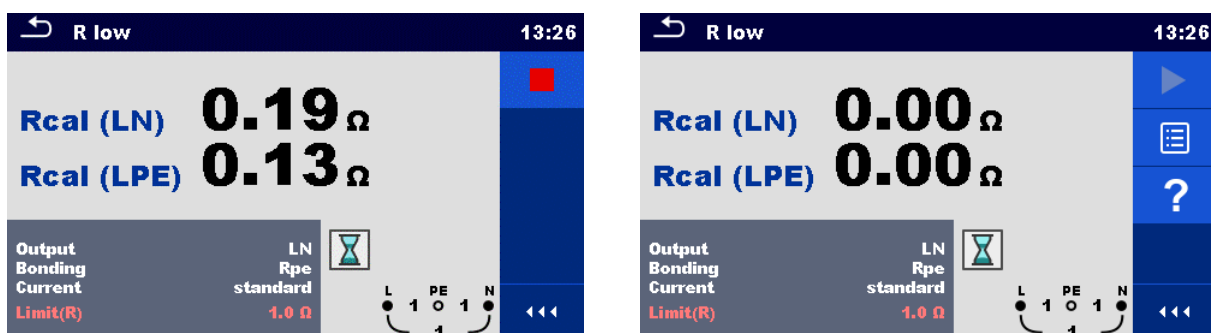 R low 13:26
Rcal (LN) 0.19 Ω
Rcal (LPE) 0.13 Ω
Output LN
Bonding Rpe
Current standard
Limit(R) 1.0 Ω
L PE N
1 1
1
R low 13:26
Rcal (LN) 0.00 Ω
Rcal (LPE) 0.00 Ω
?
Output LN
Bonding Rpe
Current standard
Limit(R) 1.0 Ω
L PE N
1 1
1